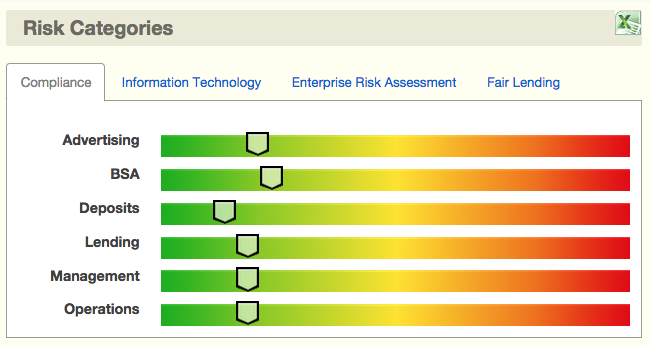 Risk Categories
Compliance Information Technology Enterprise Risk Assessment Fair Lending
Advertising
BSA
Deposits
Lending
Management
Operations